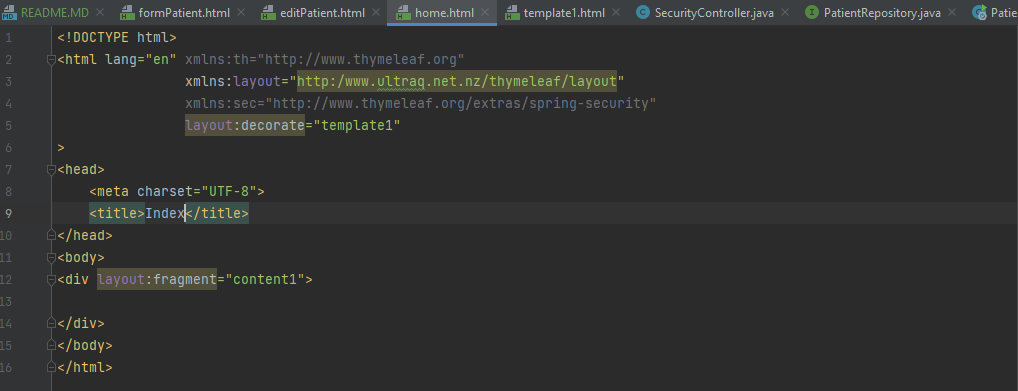 README.MD formPatient.html editPatient.html home.html template1.html SecurityController.java PatientRepository.java Patie
1 <!DOCTYPE html>
2 <html lang="en" xmlns:th="http://www.thymeleaf.org"
3 xmlns:layout="http:/www.ultraq.net.nz/thymeleaf/layout"
4 xmlns:sec="http://www.thymeleaf.org/extras/spring-security"
5 layout:decorate="template1"
6 >
7 <head>
8 <meta charset="UTF-8">
9 <title>Index</title>
10 </head>
11 <body>
12 <div layout:fragment="content1">
13
14 </div>
15 </body>
16 </html>